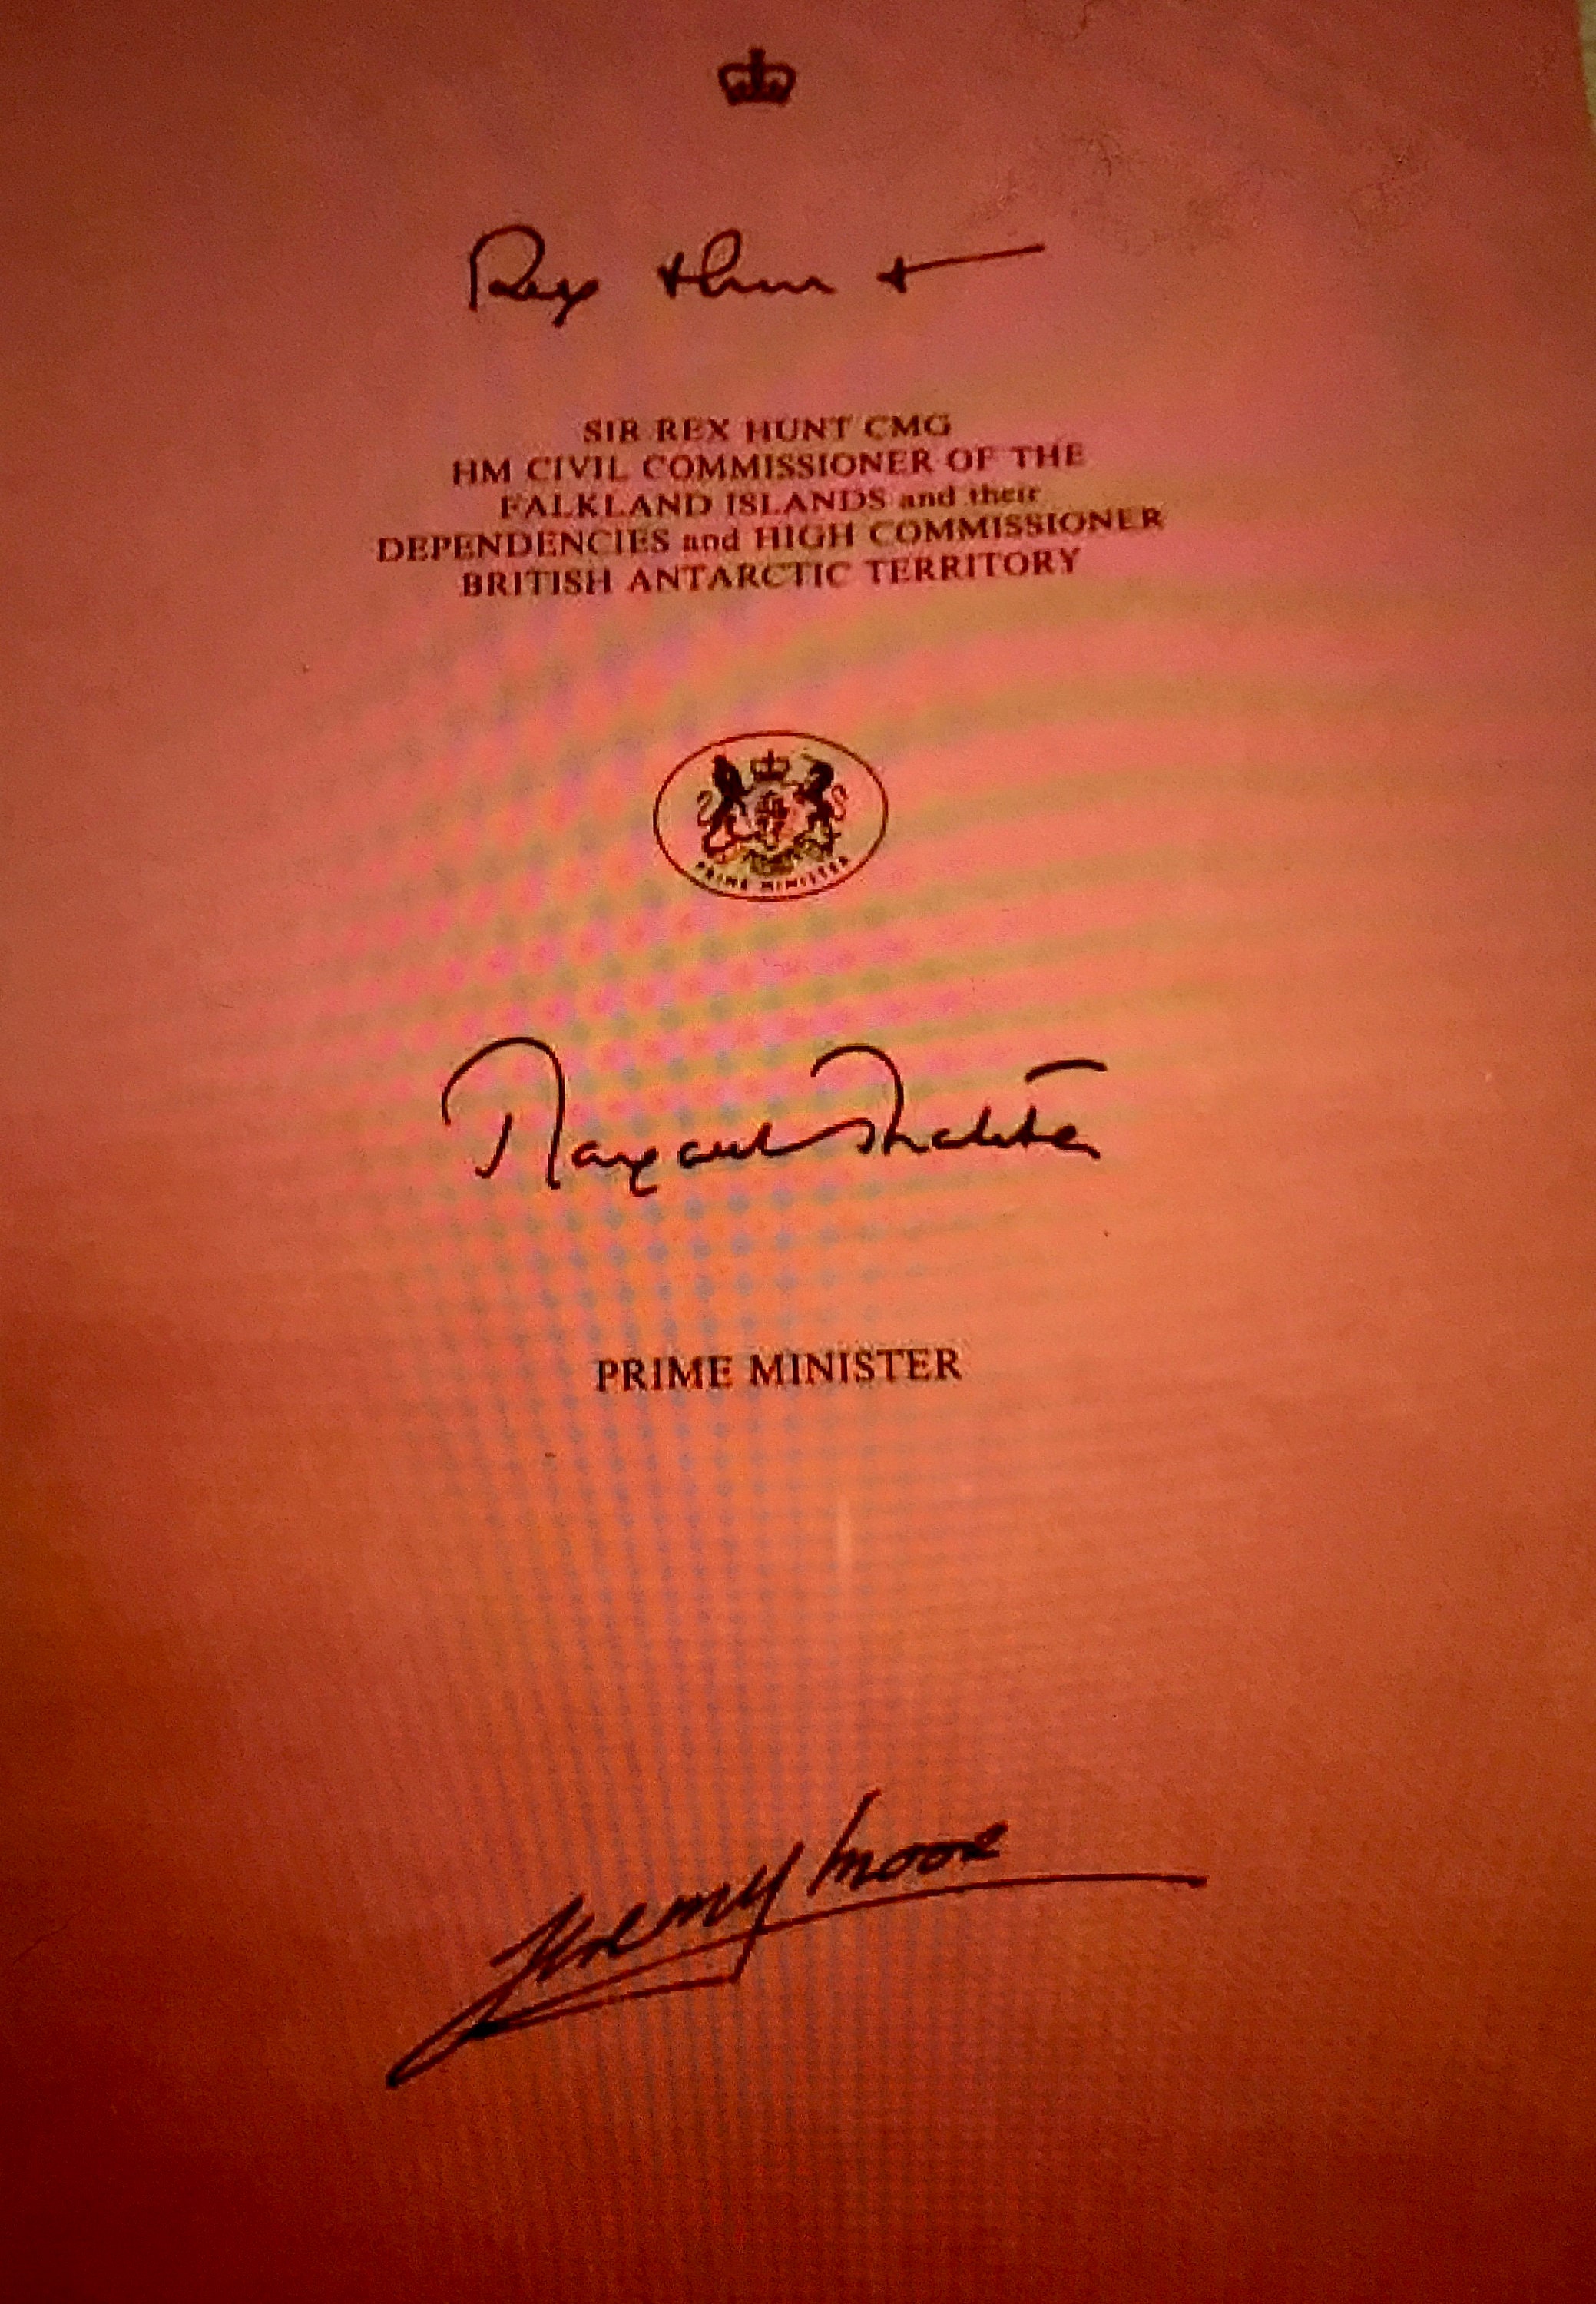 Rex Hunt
SIR REX HUNT CMG
HM CIVIL COMMISSIONER OF THE
FALKLAND ISLANDS and their
DEPENDENCIES and HIGH COMMISSIONER
BRITISH ANTARCTIC TERRITORY
PRIME MINISTER
Margaret Thatcher
PRIME MINISTER
Jeremy Moore